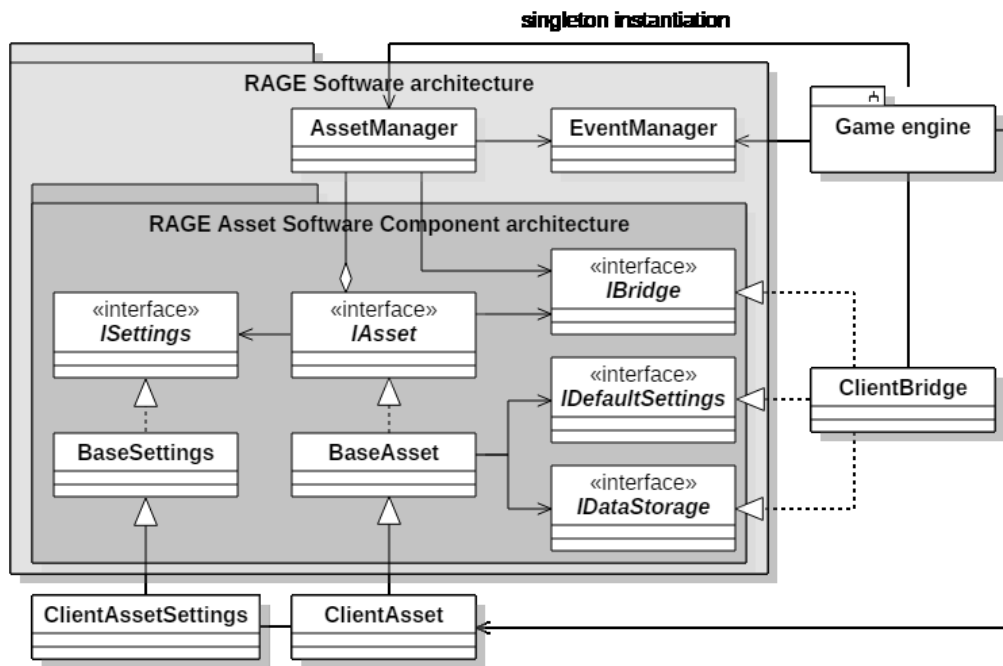 singleton instantiation
RAGE Software architecture
AssetManager
EventManager
Game engine
RAGE Asset Software Component architecture
«interface»
IBridge
«interface»
ISettings
«interface»
IAsset
«interface»
IDefaultSettings
ClientBridge
BaseSettings
BaseAsset
«interface»
IDataStorage
ClientAssetSettings
ClientAsset